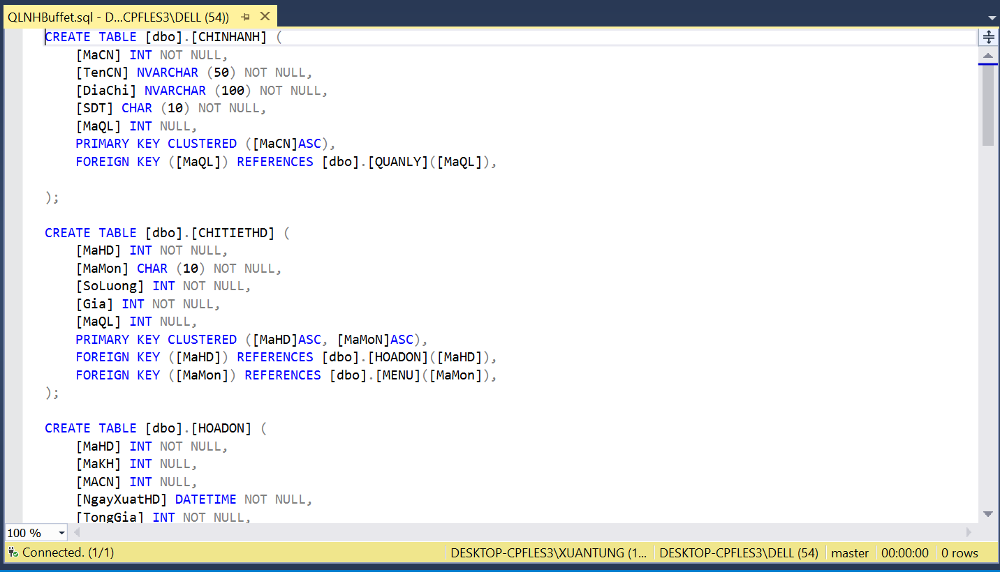 QLNHBuffet.sql - D...CPFLES3\DELL (54))
CREATE TABLE [dbo].[CHINHANH] (
[MaCN] INT NOT NULL,
[TenCN] NVARCHAR (50) NOT NULL,
[DiaChi] NVARCHAR (100) NOT NULL,
[SDT] CHAR (10) NOT NULL,
[MaQL] INT NULL,
PRIMARY KEY CLUSTERED ([MaCN]ASC),
FOREIGN KEY ([MaQL]) REFERENCES [dbo].[QUANLY]([MaQL]),
);
CREATE TABLE [dbo].[CHITIETHD] (
[MaHD] INT NOT NULL,
[MaMon] CHAR (10) NOT NULL,
[SoLuong] INT NOT NULL,
[Gia] INT NOT NULL,
[MaQL] INT NULL,
PRIMARY KEY CLUSTERED ([MaHD]ASC, [MaMoN]ASC),
FOREIGN KEY ([MaHD]) REFERENCES [dbo].[HOADON]([MaHD]),
FOREIGN KEY ([MaMon]) REFERENCES [dbo].[MENU]([MaMon]),
);
CREATE TABLE [dbo].[HOADON] (
[MaHD] INT NOT NULL,
[MaKH] INT NULL,
[MACN] INT NULL,
[NgayXuatHD] DATETIME NOT NULL,
[TongGia] INT NOT NULL,
100 %
Connected. (1/1) DESKTOP-CPFLES3\XUANTUNG (1... DESKTOP-CPFLES3\DELL (54) master 00:00:00 0 rows